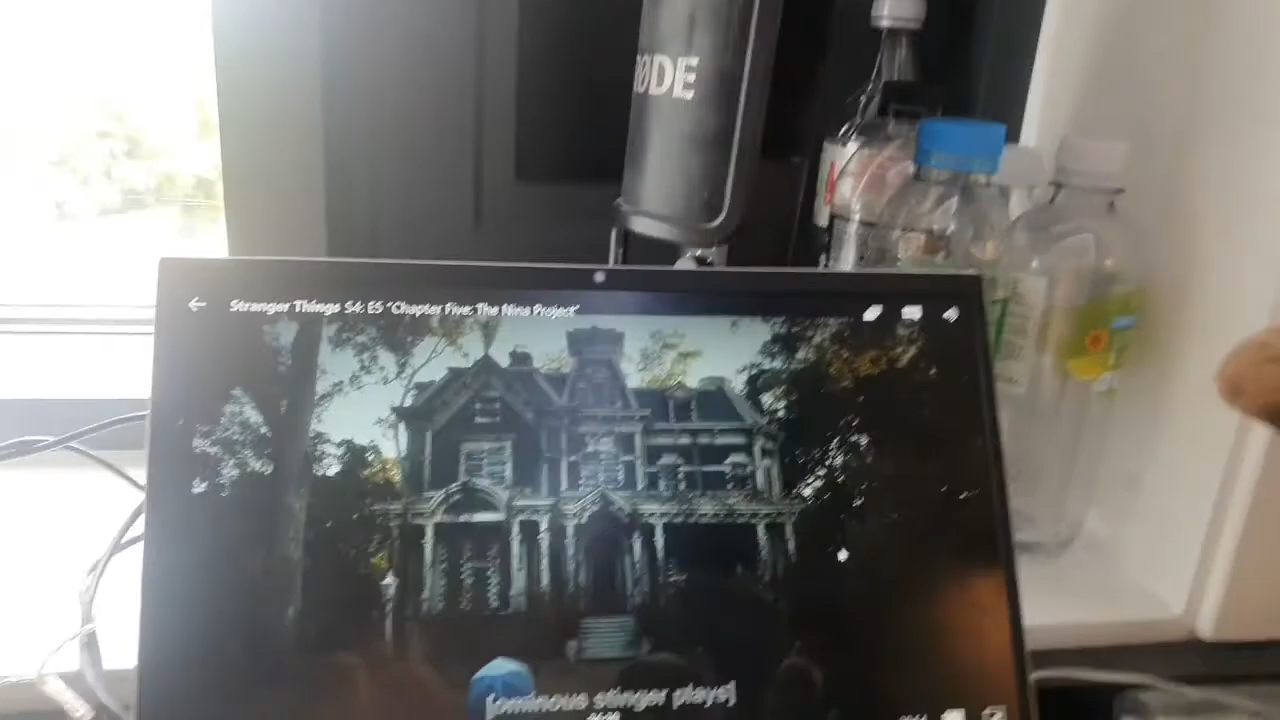 RØDE
Stranger Things S4: E5 "Chapter Five: The Nina Project"
[ominous stinger plays]